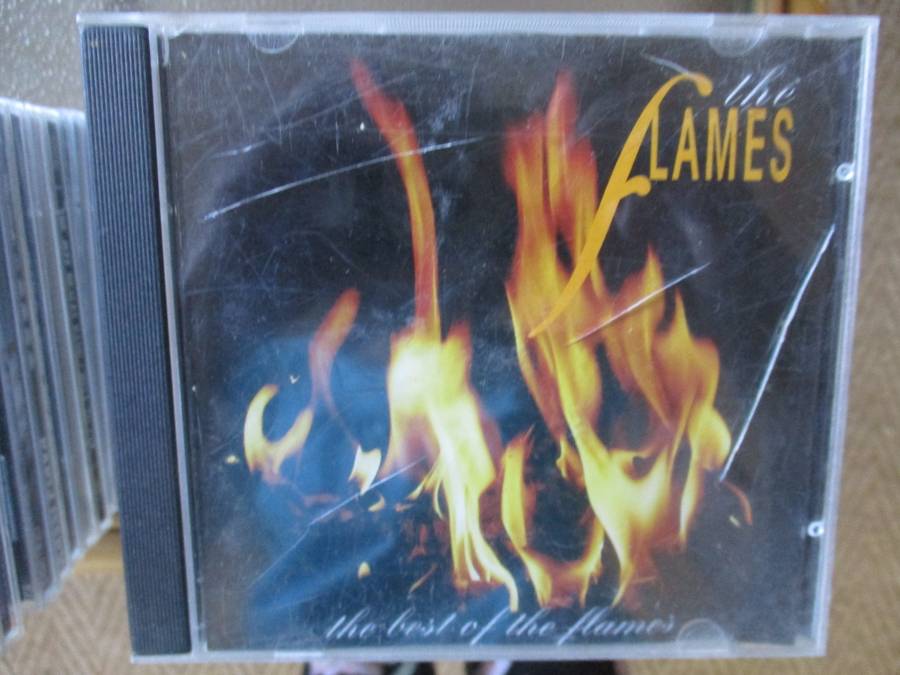 the
fLAMES
the best of the flames